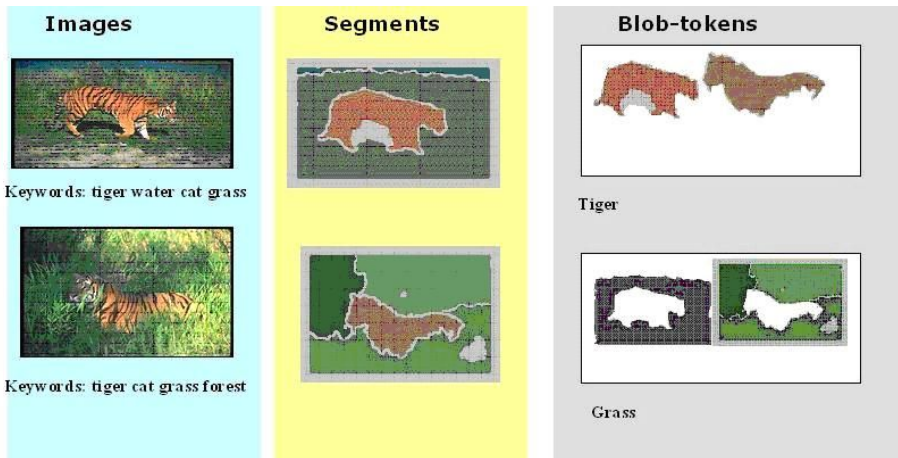 Images
Segments
Blob-tokens
Keywords: tiger water cat grass
Tiger
Keywords: tiger cat grass forest
Grass